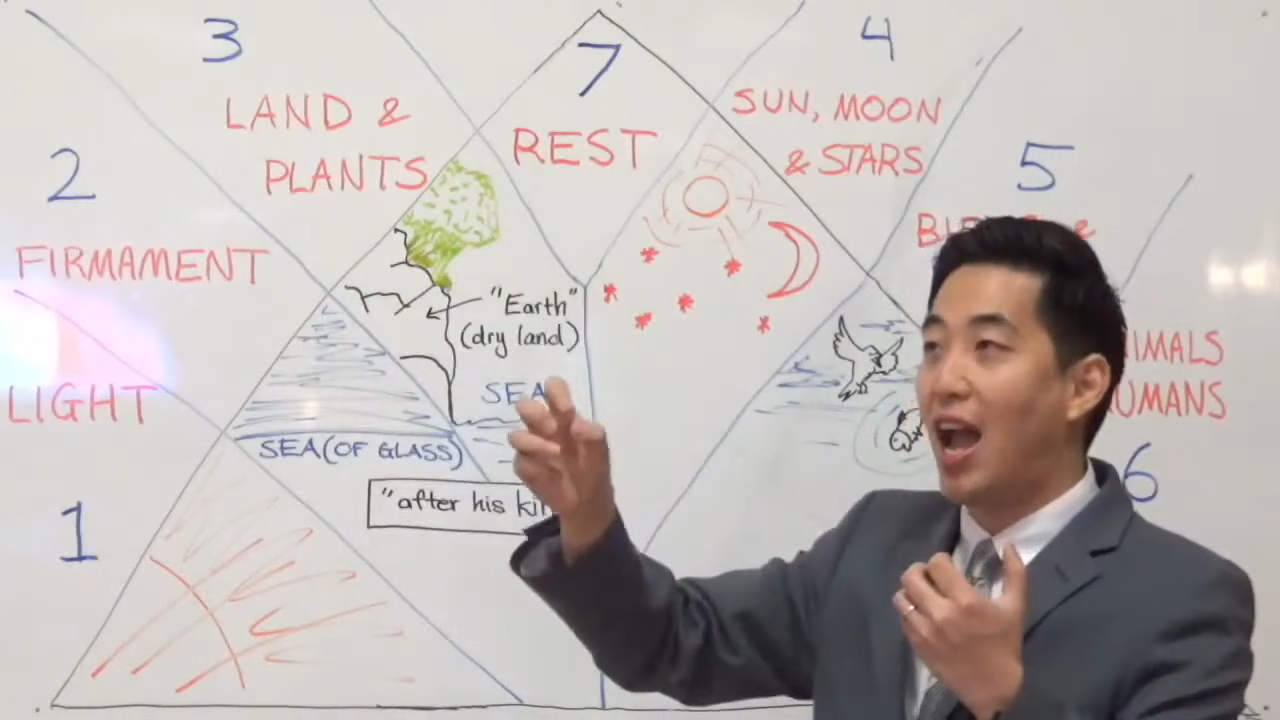 3
LAND &
PLANTS
7
REST
4
SUN, MOON
& STARS
2
FIRMAMENT
5
"Earth"
(dry land)
SEA
LIGHT
SEA (OF GLASS)
"after his
1
6